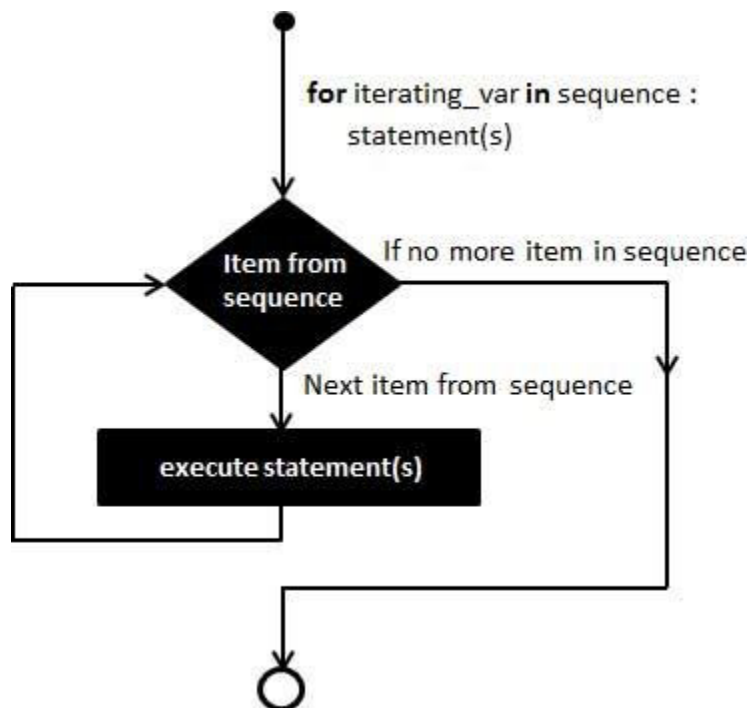 for iterating_var in sequence :
statement(s)
If no more item in sequence
Item from
sequence
Next item from sequence
execute statement(s)